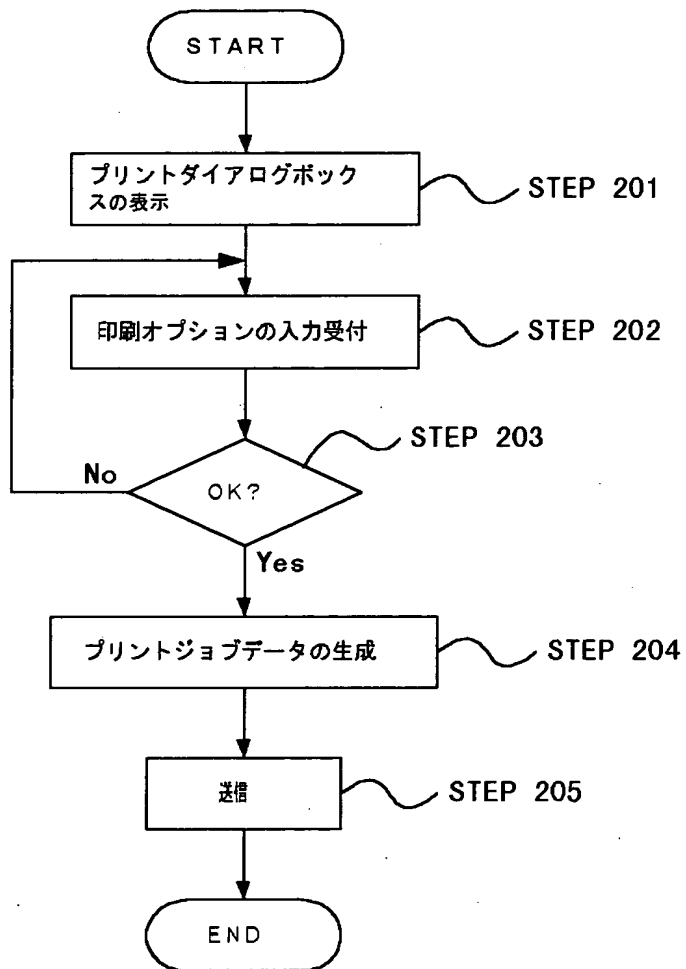 START
プリントダイアログボック
スの表示
STEP 201
印刷オプションの入力受付
STEP 202
STEP 203
No
OK?
Yes
プリントジョブデータの生成
STEP 204
送信
STEP 205
END